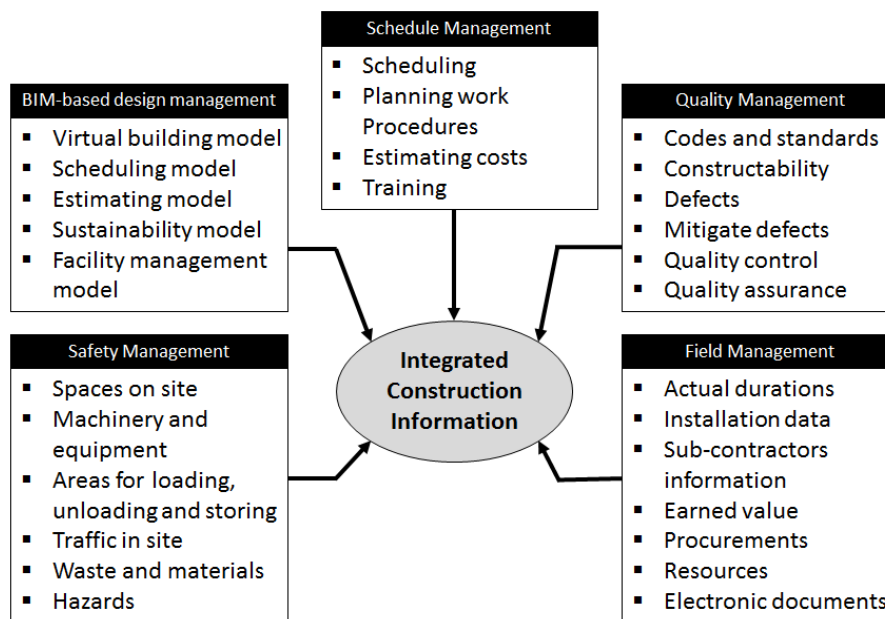 Schedule Management
▪ Scheduling
▪ Planning work
Procedures
▪ Estimating costs
▪ Training
BIM-based design management
▪ Virtual building model
▪ Scheduling model
▪ Estimating model
▪ Sustainability model
▪ Facility management
model
Quality Management
▪ Codes and standards
▪ Constructability
▪ Defects
▪ Mitigate defects
▪ Quality control
▪ Quality assurance
Integrated
Construction
Information
Safety Management
▪ Spaces on site
▪ Machinery and
equipment
▪ Areas for loading,
unloading and storing
▪ Traffic in site
▪ Waste and materials
▪ Hazards
Field Management
▪ Actual durations
▪ Installation data
▪ Sub-contractors
information
▪ Earned value
▪ Procurements
▪ Resources
▪ Electronic documents